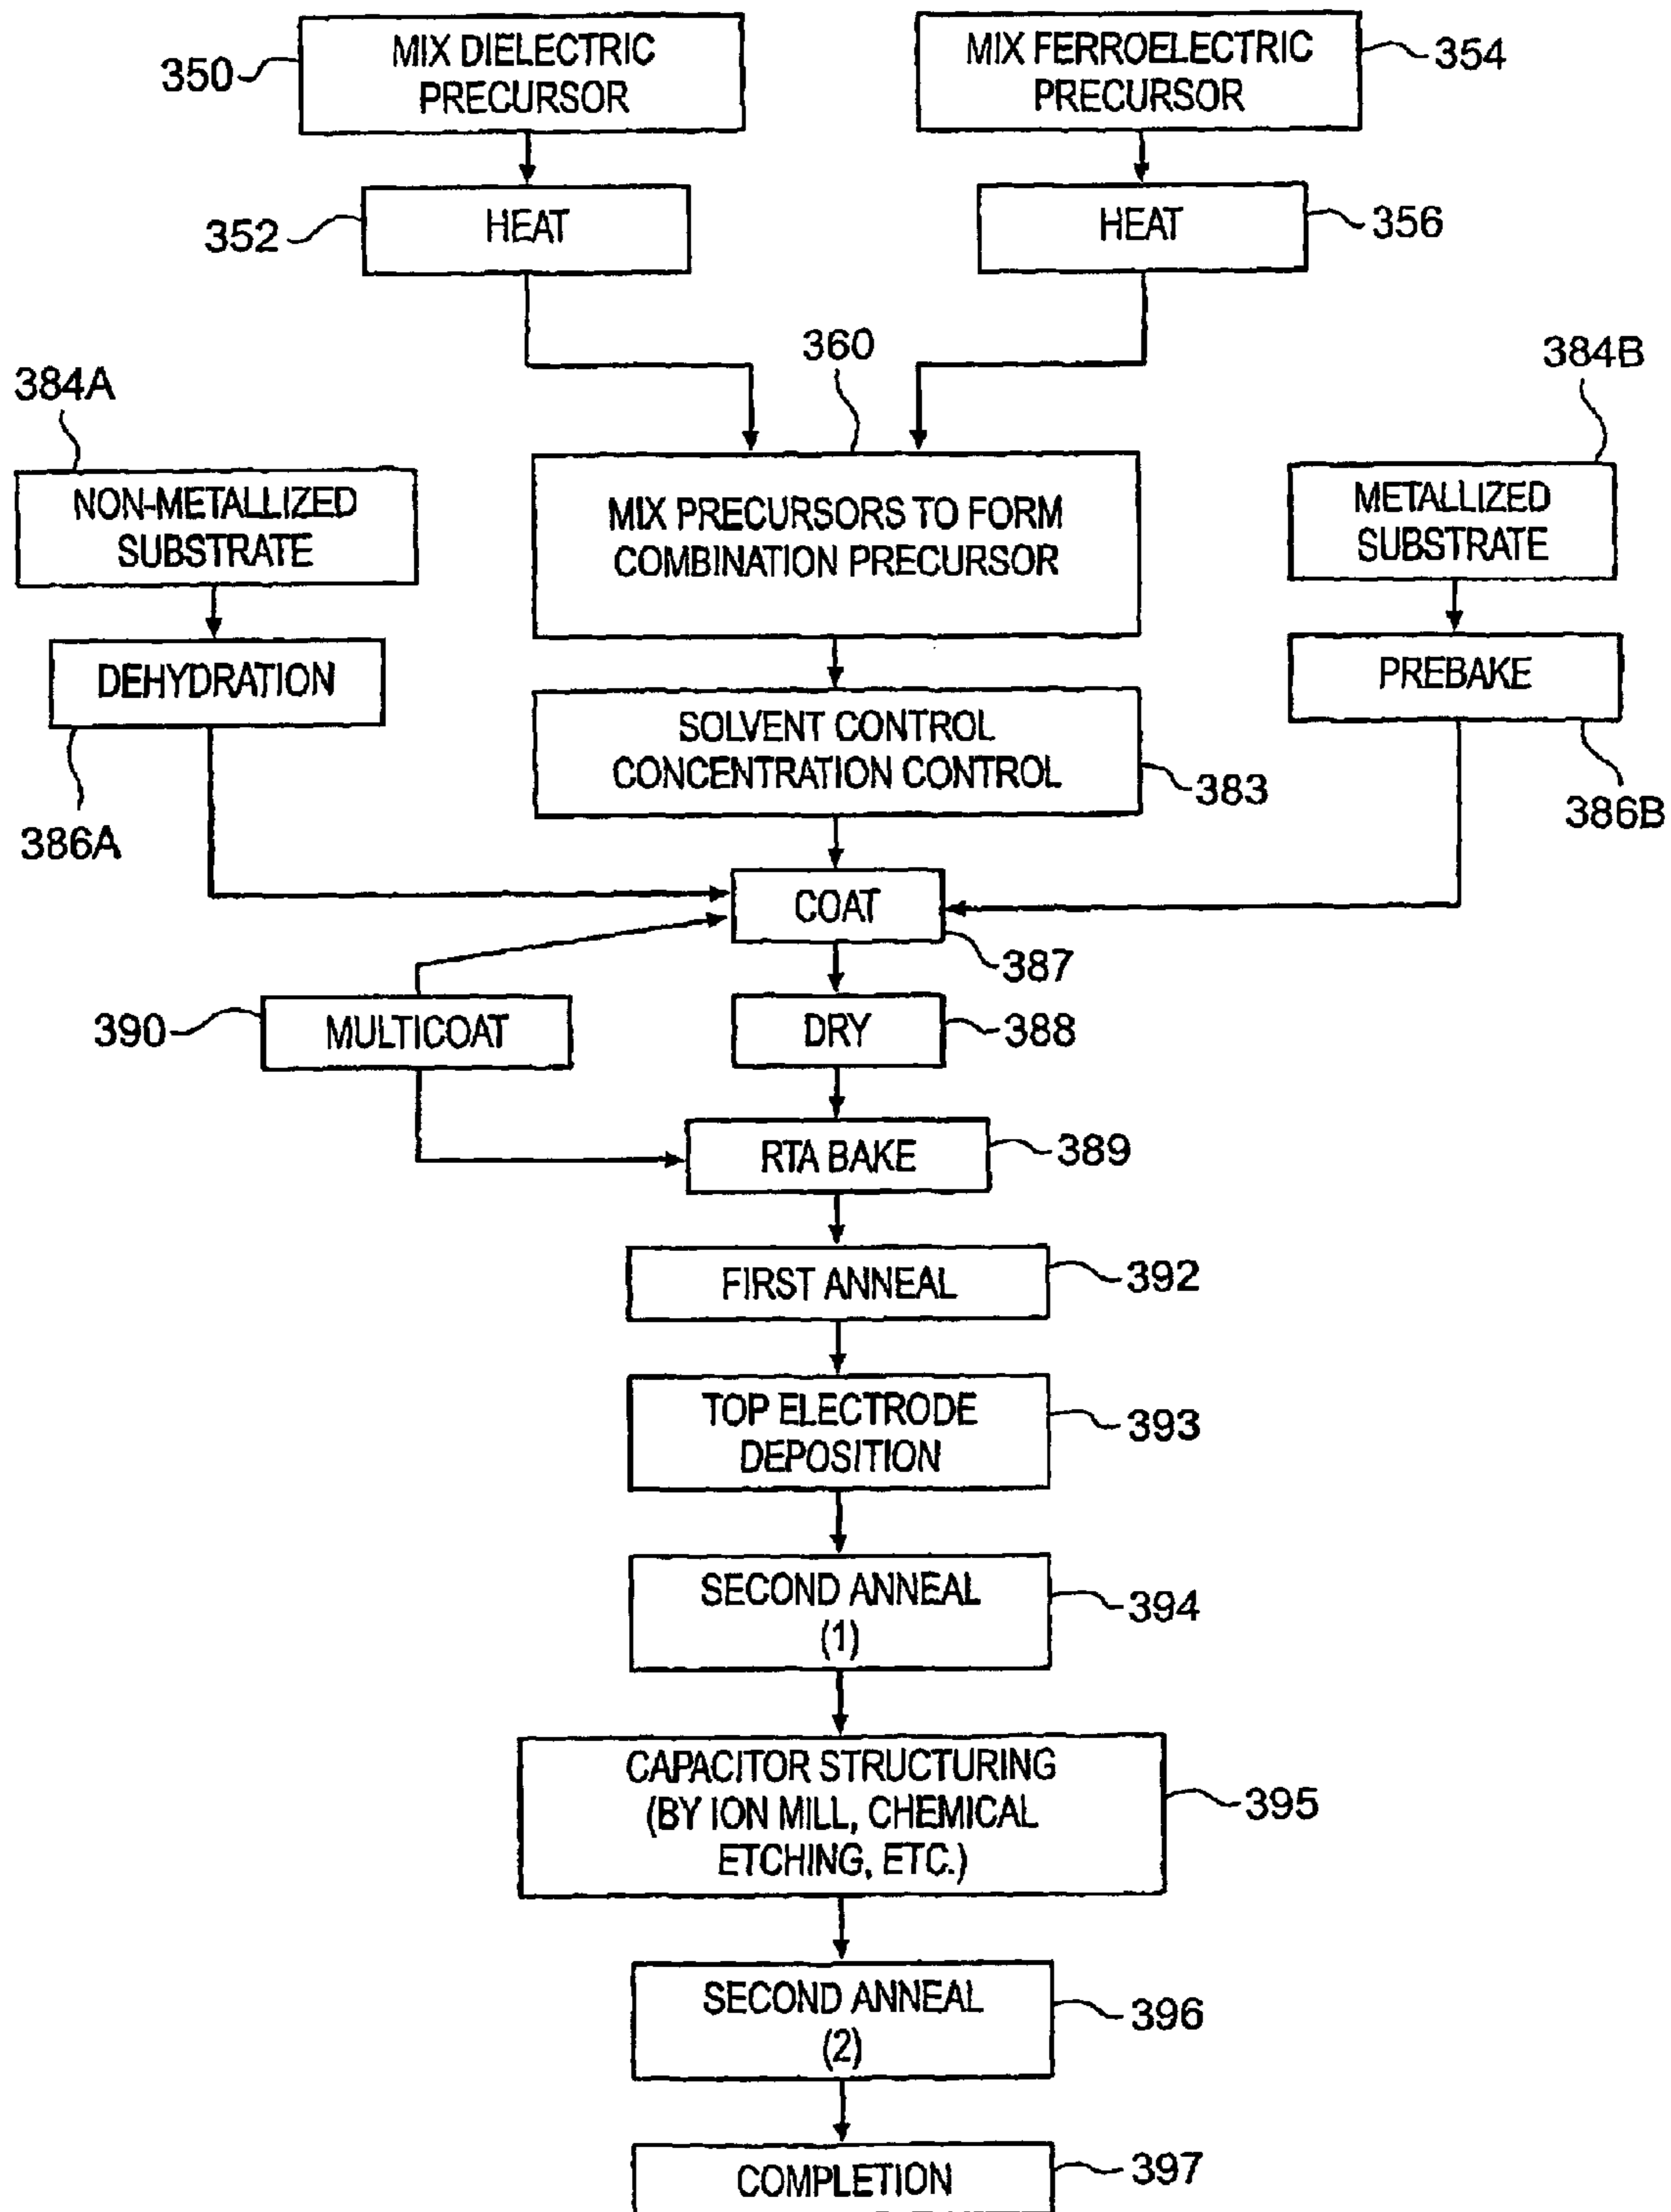 MIX DIELECTRIC
PRECURSOR
350
MIX FERROELECTRIC
PRECURSOR
354
HEAT
352
HEAT
356
360
384A
384B
NON-METALLIZED
SUBSTRATE
MIX PRECURSORS TO FORM
COMBINATION PRECURSOR
METALLIZED
SUBSTRATE
DEHYDRATION
386A
PREBAKE
386B
SOLVENT CONTROL
CONCENTRATION CONTROL
383
COAT
387
390
MULTICOAT
DRY
388
RTA BAKE
389
FIRST ANNEAL
392
TOP ELECTRODE
DEPOSITION
393
SECOND ANNEAL
(1)
394
CAPACITOR STRUCTURING
(BY ION MILL, CHEMICAL
ETCHING, ETC.)
395
SECOND ANNEAL
(2)
396
COMPLETION
397